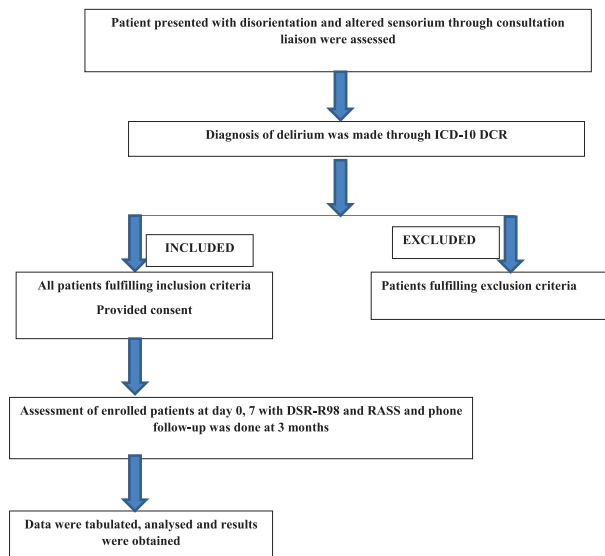 Patient presented with disorientation and altered sensorium through consultation
liaison were assessed
Diagnosis of delirium was made through ICD-10 DCR
INCLUDED
EXCLUDED
All patients fulfilling inclusion criteria
Provided consent
Patients fulfilling exclusion criteria
Assessment of enrolled patients at day 0, 7 with DSR-R98 and RASS and phone
follow-up was done at 3 months
Data were tabulated, analysed and results
were obtained